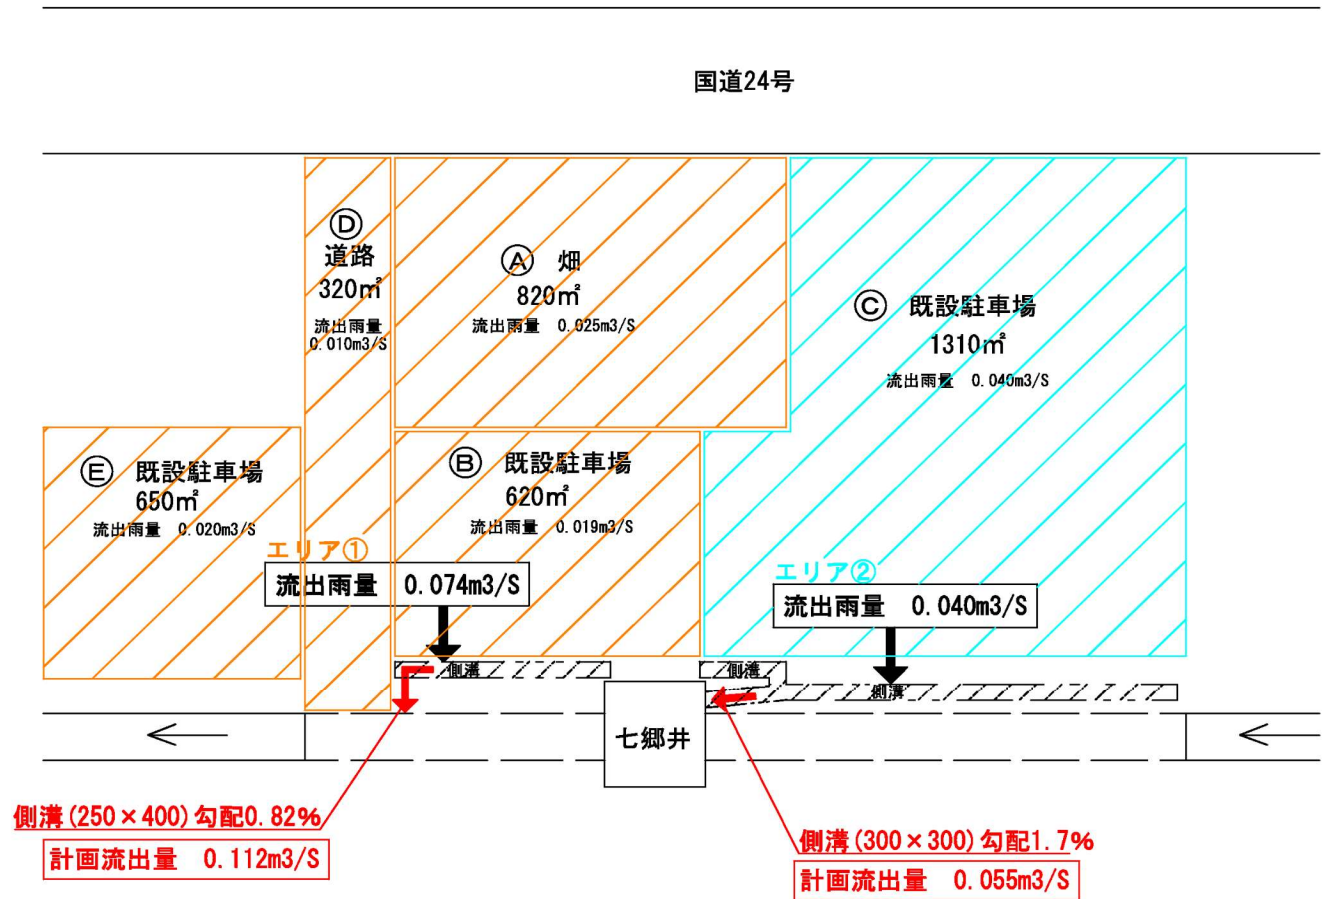 国道24号
Ⓓ
道路
320㎡
流出雨量
0.010m3/S
Ⓐ 畑
820㎡
流出雨量 0.025m3/S
Ⓒ 既設駐車場
1310㎡
流出雨量 0.040m3/S
Ⓔ 既設駐車場
650㎡
流出雨量 0.020m3/S
Ⓑ 既設駐車場
620㎡
流出雨量 0.019m3/S
エリア①
流出雨量 0.074m3/S
エリア②
流出雨量 0.040m3/S
側溝
側溝
側溝
七郷井
側溝(250×400)勾配0.82%
計画流出量 0.112m3/S
側溝(300×300)勾配1.7%
計画流出量 0.055m3/S